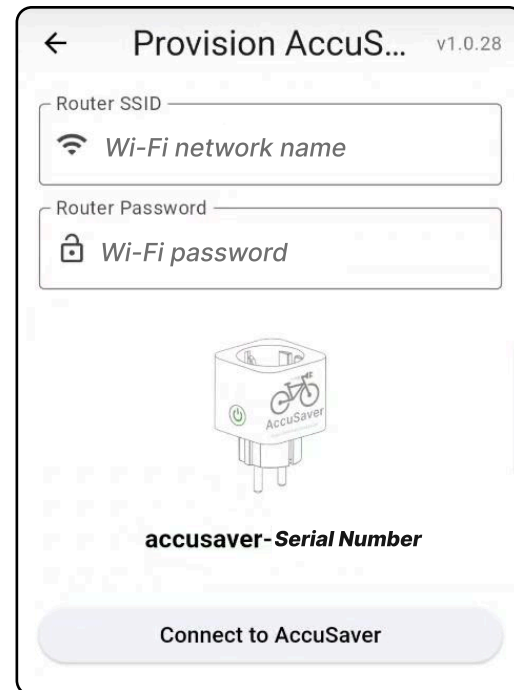 Provision AccuS... v1.0.28
Router SSID
Wi-Fi network name
Router Password
Wi-Fi password
AccuSaver
accusaver-Serial Number
Connect to AccuSaver